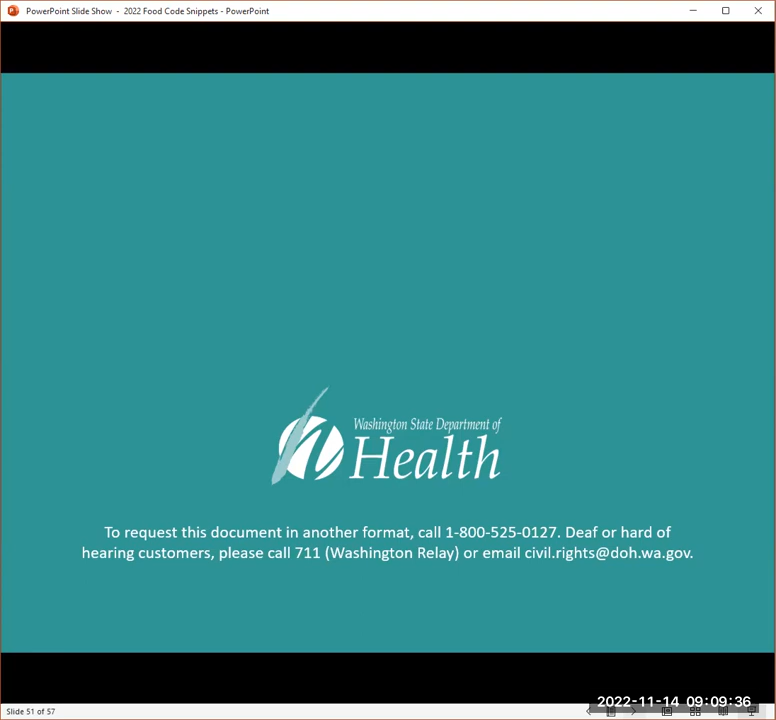 PowerPoint Slide Show - 2022 Food Code Snippets - PowerPoint
Washington State Department of
Health
To request this document in another format, call 1-800-525-0127. Deaf or hard of
hearing customers, please call 711 (Washington Relay) or email civil.rights@doh.wa.gov.
2022-11-14 09:09:36
Slide 51 of 57